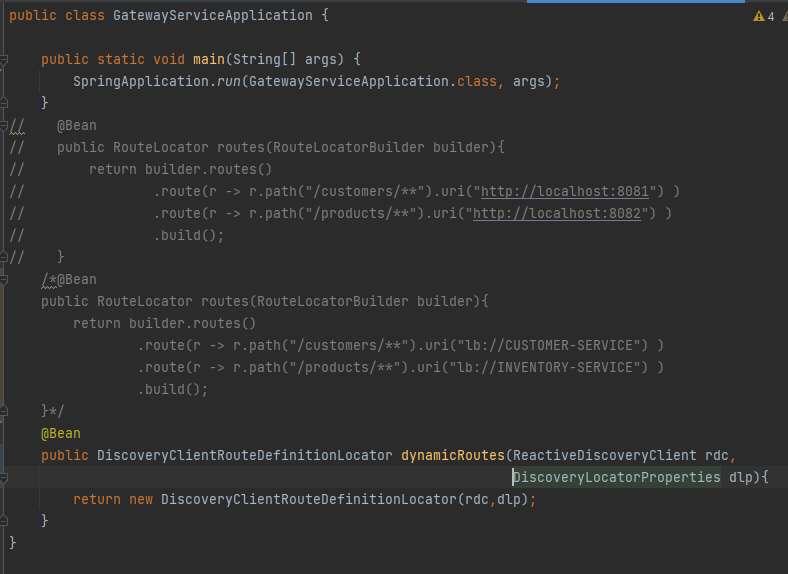 public class GatewayServiceApplication {
4
    public static void main(String[] args) {
        SpringApplication.run(GatewayServiceApplication.class, args);
    }
//    @Bean
//    public RouteLocator routes(RouteLocatorBuilder builder){
//        return builder.routes()
//                .route(r -> r.path("/customers/**").uri("http://localhost:8081") )
//                .route(r -> r.path("/products/**").uri("http://localhost:8082") )
//                .build();
//    }
    /*@Bean
    public RouteLocator routes(RouteLocatorBuilder builder){
        return builder.routes()
                .route(r -> r.path("/customers/**").uri("lb://CUSTOMER-SERVICE") )
                .route(r -> r.path("/products/**").uri("lb://INVENTORY-SERVICE") )
                .build();
    }*/
    @Bean
    public DiscoveryClientRouteDefinitionLocator dynamicRoutes(ReactiveDiscoveryClient rdc,
                                                               DiscoveryLocatorProperties dlp){
        return new DiscoveryClientRouteDefinitionLocator(rdc,dlp);
    }
}